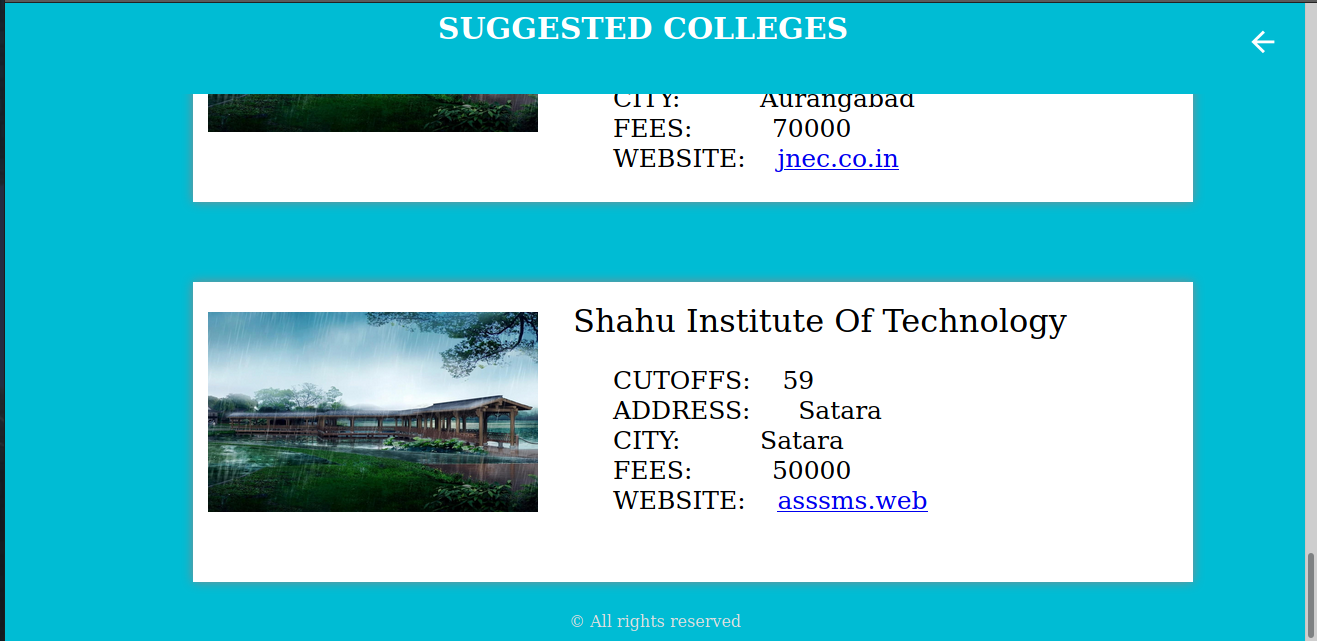 SUGGESTED COLLEGES
CITY: Aurangabad
FEES: 70000
WEBSITE: jnec.co.in
Shahu Institute Of Technology
CUTOFFS: 59
ADDRESS: Satara
CITY: Satara
FEES: 50000
WEBSITE: asssms.web
© All rights reserved